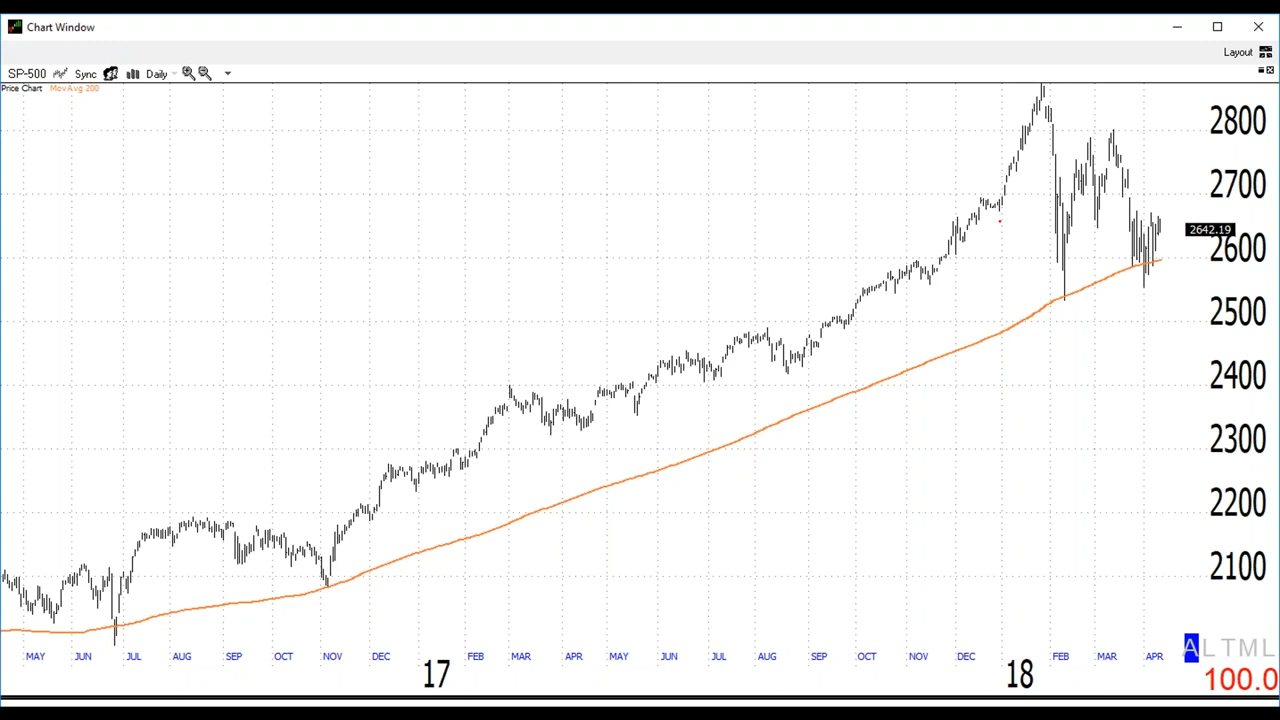 Chart Window
Layout
SP-500 Sync Daily
Price Chart MovAvg 200
2800
2700
2642.19
2600
2500
2400
2300
2200
2100
ALTML
MAY JUN JUL AUG SEP OCT NOV DEC FEB MAR APR MAY JUN JUL AUG SEP OCT NOV DEC FEB MAR APR
17 18
100.0